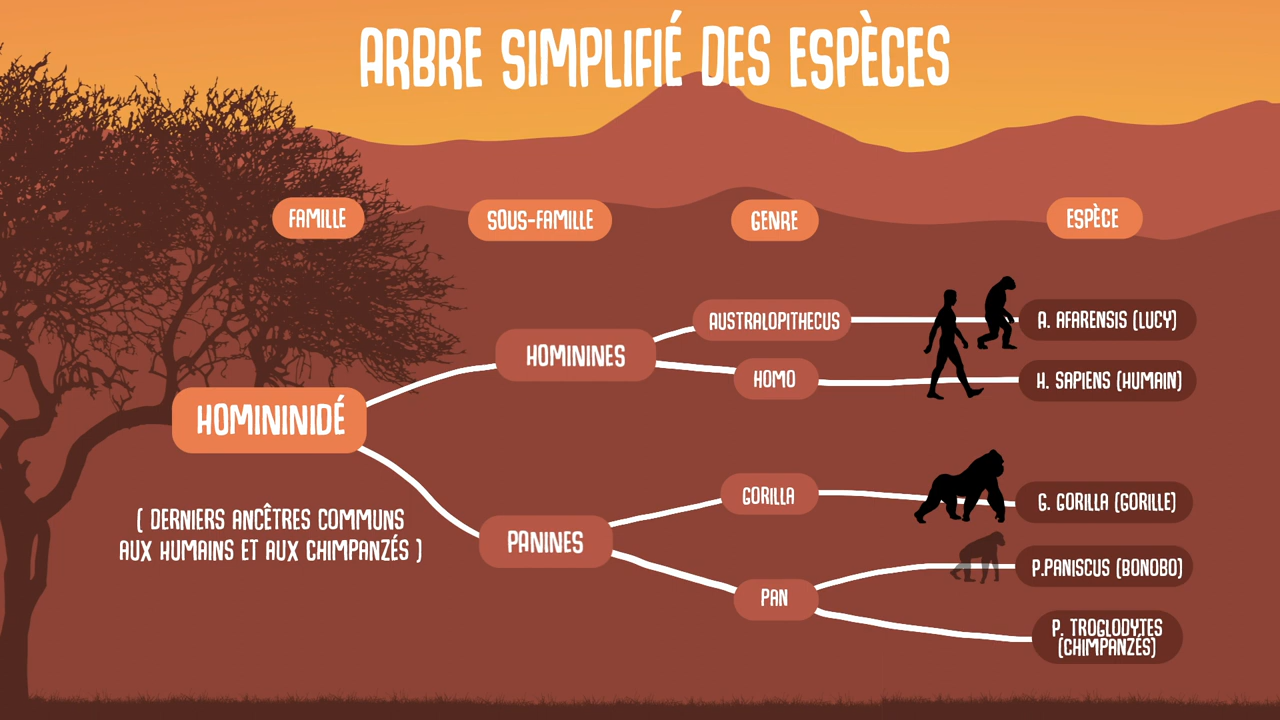 ARBRE SIMPLIFIÉ DES ESPÈCES
FAMILLE
SOUS-FAMILLE
GENRE
ESPÈCE
HOMININIDÉ
( DERNIERS ANCÊTRES COMMUNS
AUX HUMAINS ET AUX CHIMPANZÉS )
HOMININES
PANINES
AUSTRALOPITHECUS
HOMO
GORILLA
PAN
A. AFARENSIS (LUCY)
H. SAPIENS (HUMAIN)
G. GORILLA (GORILLE)
P.PANISCUS (BONOBO)
P. TROGLODYTES
(CHIMPANZÉS)